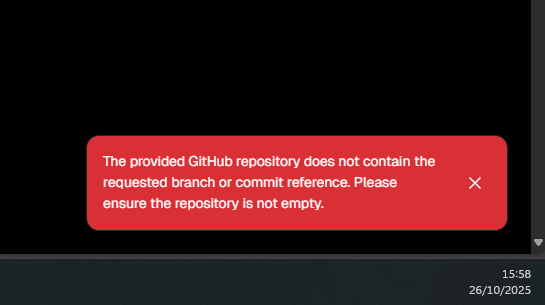 The provided GitHub repository does not contain the
requested branch or commit reference. Please
ensure the repository is not empty.
15:58
26/10/2025